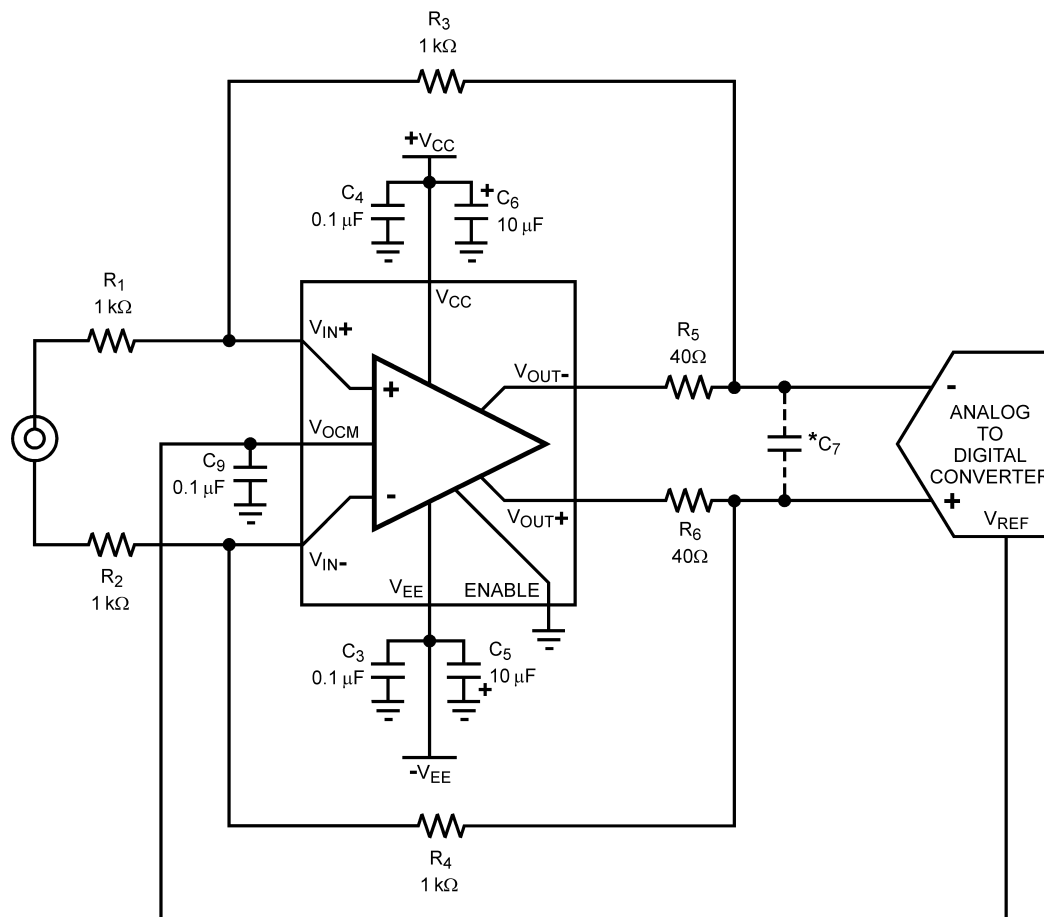 R3
1 kΩ
+VCC
C4
0.1 μF
+
C6
10 μF
R1
1 kΩ
VCC
VIN+
+
R5
40Ω
VOUT-
-
ANALOG
TO
DIGITAL
CONVERTER
+
VREF
VOCM
*C7
C9
0.1 μF
-
VOUT+
R6
40Ω
VIN-
R2
1 kΩ
VEE
ENABLE
C3
0.1 μF
C5
10 μF
+
-VEE
R4
1 kΩ